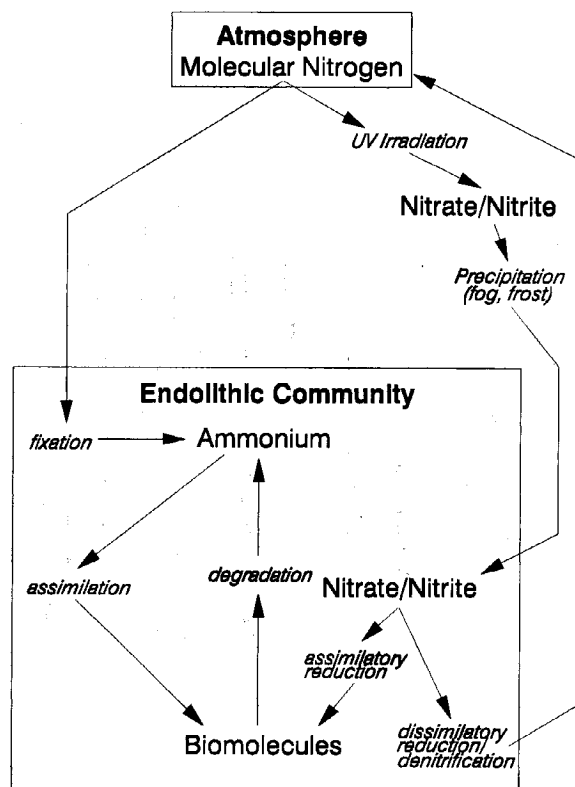 Atmosphere
Molecular Nitrogen
UV Irradiation
Nitrate/Nitrite
Precipitation
(fog, frost)
Endolithic Community
fixation
Ammonium
assimilation
degradation
Nitrate/Nitrite
assimilatory
reduction
Biomolecules
dissimilatory
reduction/
denitrification